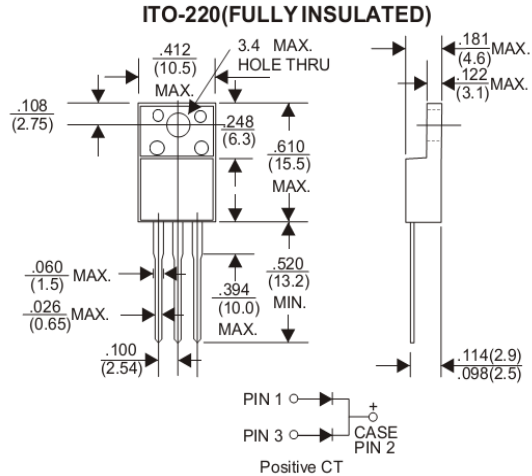 ITO-220(FULLY INSULATED)
.412
(10.5)
MAX.
3.4 MAX.
HOLE THRU
.181
(4.6)
MAX.
.122
(3.1)
MAX.
.108
(2.75)
.248
(6.3)
.610
(15.5)
MAX.
.060
(1.5)
MAX.
.026
(0.65)
MAX.
.394
(10.0)
MAX.
.520
(13.2)
MIN.
.100
(2.54)
.114(2.9)
.098(2.5)
PIN 1
+
PIN 3
CASE
PIN 2
Positive CT